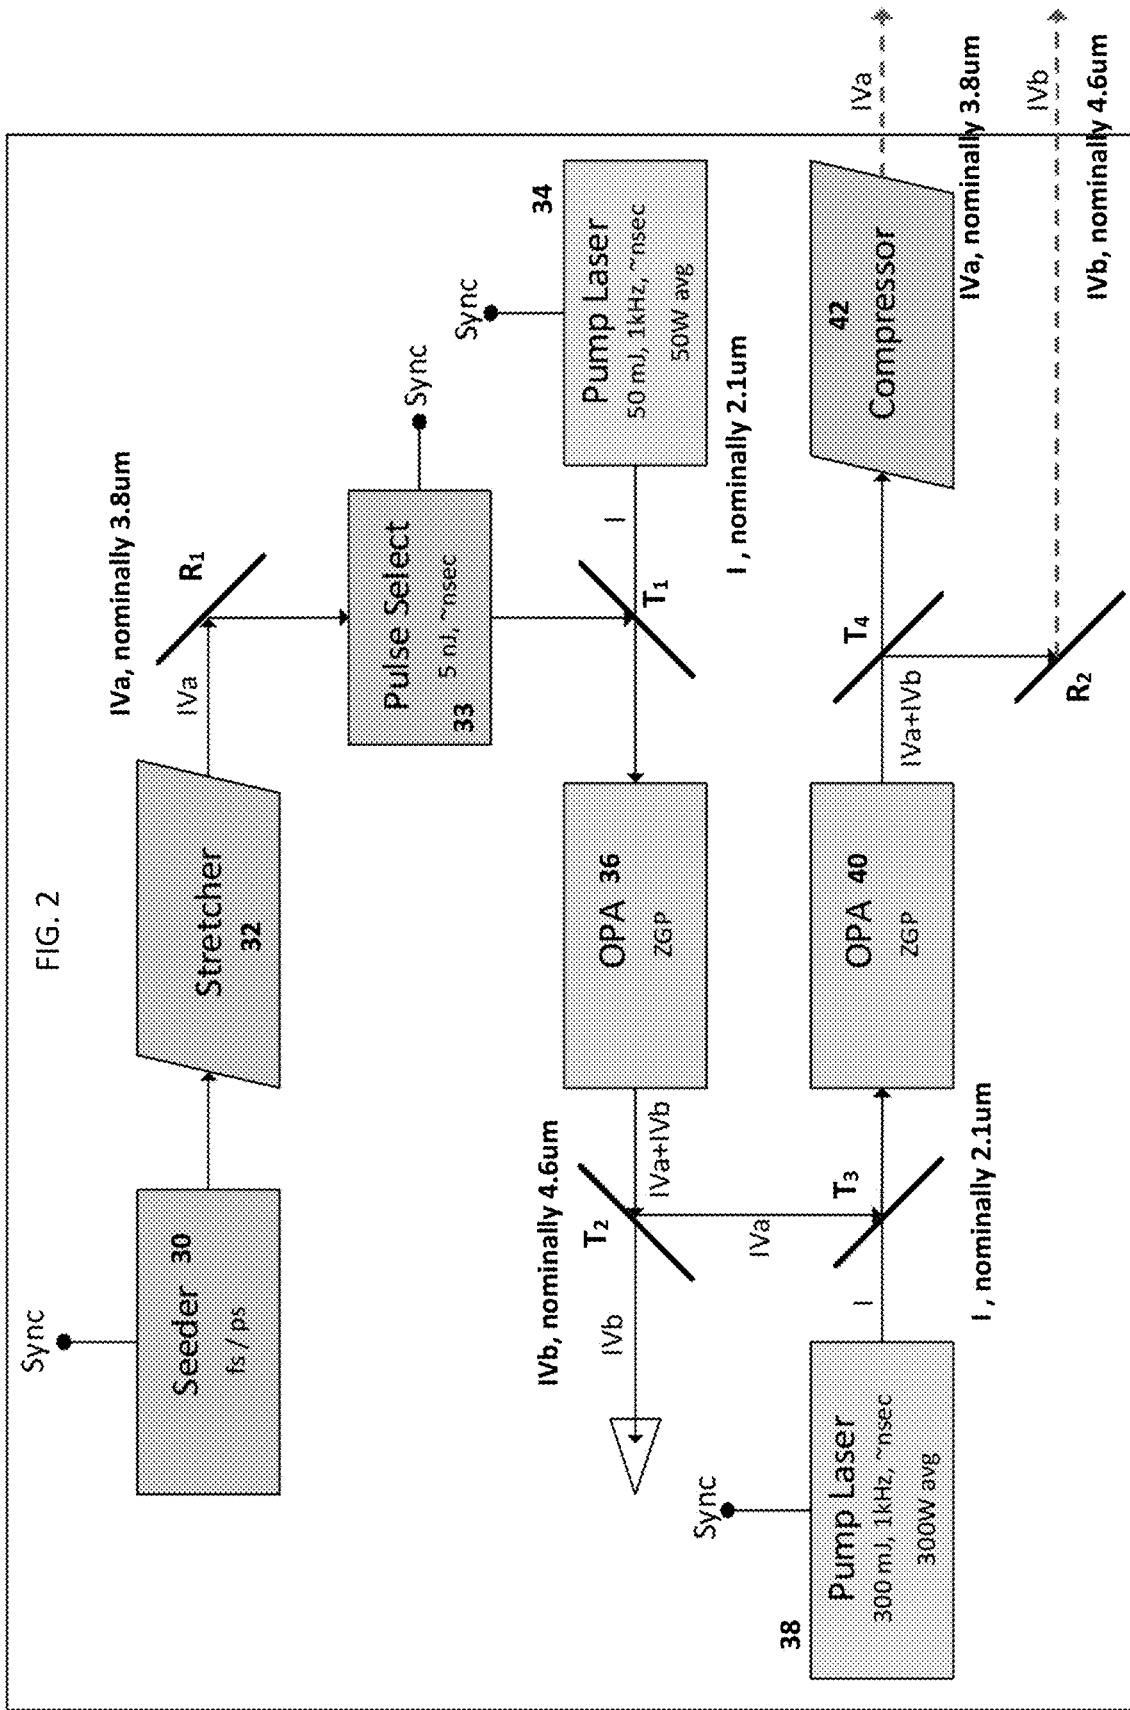 FIG. 2
Sync
Seeder 30
fs / ps
Stretcher
32
IVa
IVa, nominally 3.8um
R1
Pulse Select
5 nJ, ~nsec
33
Sync
Sync
34
Pump Laser
50 mJ, 1kHz, ~nsec
50W avg
I
I , nominally 2.1um
T1
OPA 36
ZGP
IVa+IVb
T2
IVb, nominally 4.6um
IVb
IVa
Sync
38
Pump Laser
300 mJ, 1kHz, ~nsec
300W avg
I
T3
I , nominally 2.1um
OPA 40
ZGP
IVa+IVb
T4
R2
42
Compressor
IVa
IVa, nominally 3.8um
IVb
IVb, nominally 4.6um